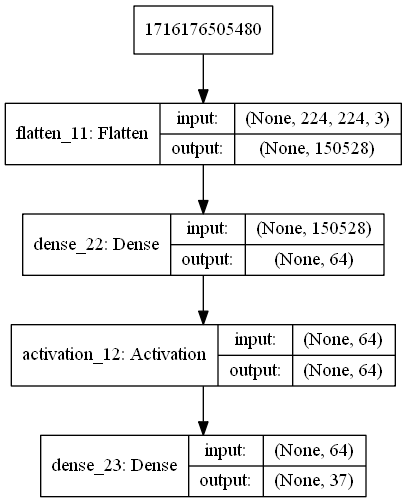 1716176505480
flatten_11: Flatten
input: (None, 224, 224, 3)
output: (None, 150528)
dense_22: Dense
input: (None, 150528)
output: (None, 64)
activation_12: Activation
input: (None, 64)
output: (None, 64)
dense_23: Dense
input: (None, 64)
output: (None, 37)